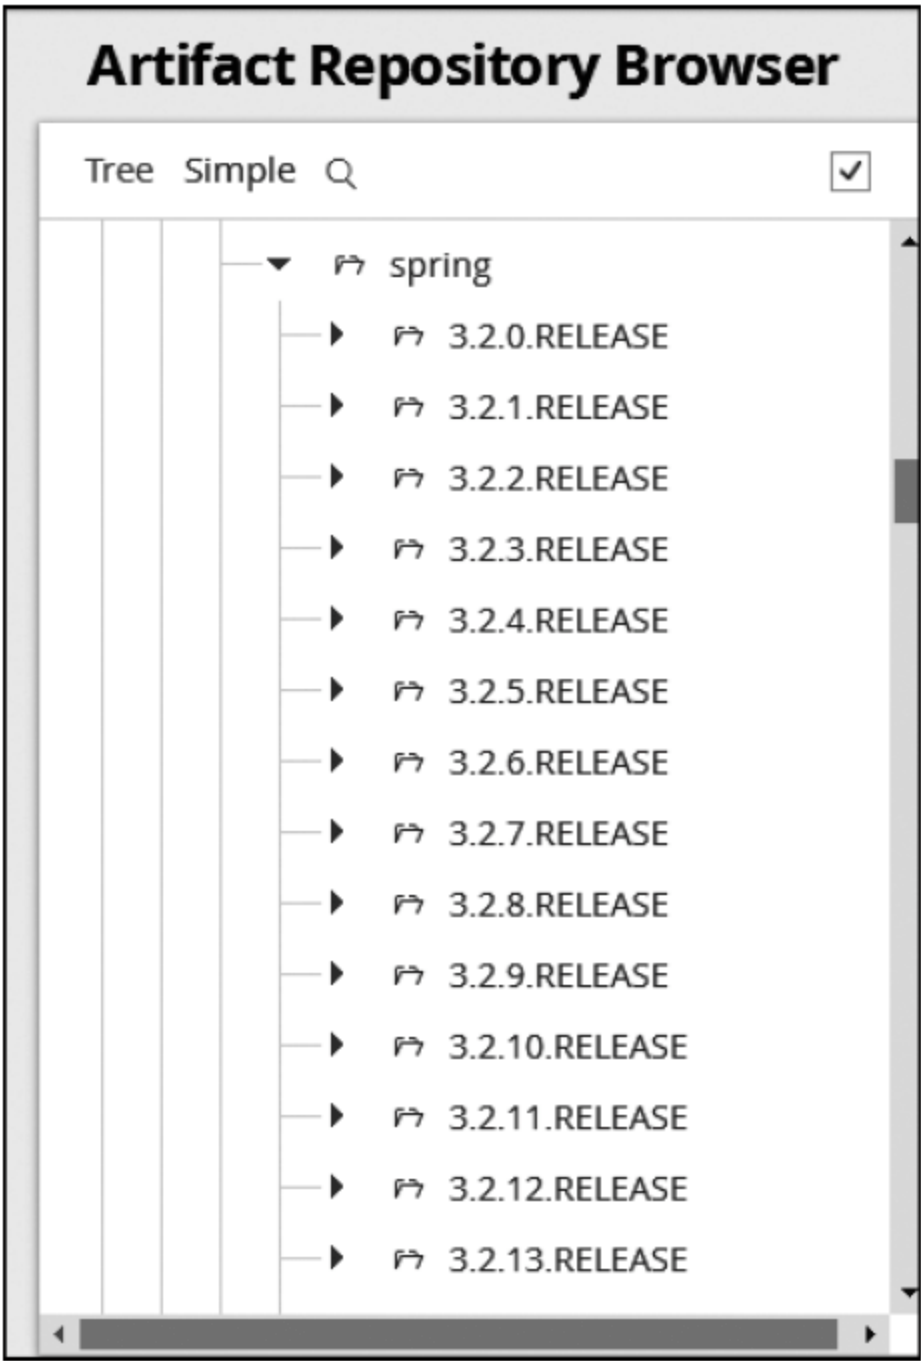 Artifact Repository Browser
Tree Simple
spring
3.2.0.RELEASE
3.2.1.RELEASE
3.2.2.RELEASE
3.2.3.RELEASE
3.2.4.RELEASE
3.2.5.RELEASE
3.2.6.RELEASE
3.2.7.RELEASE
3.2.8.RELEASE
3.2.9.RELEASE
3.2.10.RELEASE
3.2.11.RELEASE
3.2.12.RELEASE
3.2.13.RELEASE